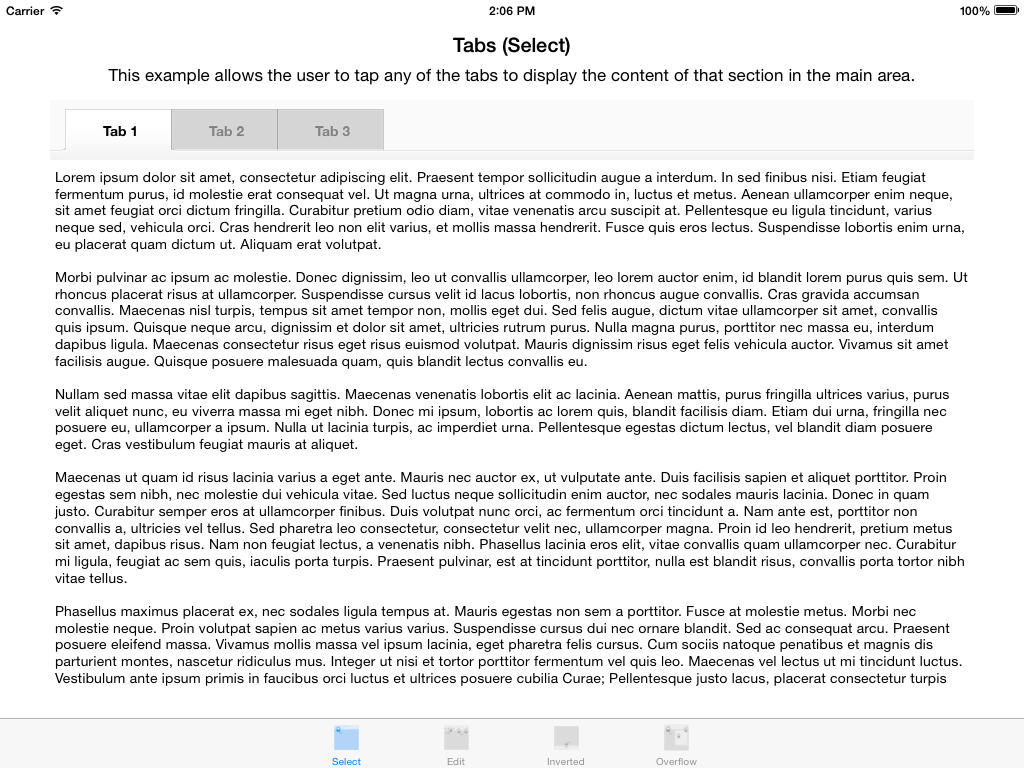 Carrier 2:06 PM 100%
Tabs (Select)
This example allows the user to tap any of the tabs to display the content of that section in the main area.
Tab 1 Tab 2 Tab 3
Lorem ipsum dolor sit amet, consectetur adipiscing elit. Praesent tempor sollicitudin augue a interdum. In sed finibus nisi. Etiam feugiat
fermentum purus, id molestie erat consequat vel. Ut magna urna, ultrices at commodo in, luctus et metus. Aenean ullamcorper enim neque,
sit amet feugiat orci dictum fringilla. Curabitur pretium odio diam, vitae venenatis arcu suscipit at. Pellentesque eu ligula tincidunt, varius
neque sed, vehicula orci. Cras hendrerit leo non elit varius, et mollis massa hendrerit. Fusce quis eros lectus. Suspendisse lobortis enim urna,
eu placerat quam dictum ut. Aliquam erat volutpat.
Morbi pulvinar ac ipsum ac molestie. Donec dignissim, leo ut convallis ullamcorper, leo lorem auctor enim, id blandit lorem purus quis sem. Ut
rhoncus placerat risus at ullamcorper. Suspendisse cursus velit id lacus lobortis, non rhoncus augue convallis. Cras gravida accumsan
convallis. Maecenas nisl turpis, tempus sit amet tempor non, mollis eget dui. Sed felis augue, dictum vitae ullamcorper sit amet, convallis
quis ipsum. Quisque neque arcu, dignissim et dolor sit amet, ultricies rutrum purus. Nulla magna purus, porttitor nec massa eu, interdum
dapibus ligula. Maecenas consectetur risus eget risus euismod volutpat. Mauris dignissim risus eget felis vehicula auctor. Vivamus sit amet
facilisis augue. Quisque posuere malesuada quam, quis blandit lectus convallis eu.
Nullam sed massa vitae elit dapibus sagittis. Maecenas venenatis lobortis elit ac lacinia. Aenean mattis, purus fringilla ultrices varius, purus
velit aliquet nunc, eu viverra massa mi eget nibh. Donec mi ipsum, lobortis ac lorem quis, blandit facilisis diam. Etiam dui urna, fringilla nec
posuere eu, ullamcorper a ipsum. Nulla ut lacinia turpis, ac imperdiet urna. Pellentesque egestas dictum lectus, vel blandit diam posuere
eget. Cras vestibulum feugiat mauris at aliquet.
Maecenas ut quam id risus lacinia varius a eget ante. Mauris nec auctor ex, ut vulputate ante. Duis facilisis sapien et aliquet porttitor. Proin
egestas sem nibh, nec molestie dui vehicula vitae. Sed luctus neque sollicitudin enim auctor, nec sodales mauris lacinia. Donec in quam
justo. Curabitur semper eros at ullamcorper finibus. Duis volutpat nunc orci, ac fermentum orci tincidunt a. Nam ante est, porttitor non
convallis a, ultricies vel tellus. Sed pharetra leo consectetur, consectetur velit nec, ullamcorper magna. Proin id leo hendrerit, pretium metus
sit amet, dapibus risus. Nam non feugiat lectus, a venenatis nibh. Phasellus lacinia eros elit, vitae convallis quam ullamcorper nec. Curabitur
mi ligula, feugiat ac sem quis, iaculis porta turpis. Praesent pulvinar, est at tincidunt porttitor, nulla est blandit risus, convallis porta tortor nibh
vitae tellus.
Phasellus maximus placerat ex, nec sodales ligula tempus at. Mauris egestas non sem a porttitor. Fusce at molestie metus. Morbi nec
molestie neque. Proin volutpat sapien ac metus varius varius. Suspendisse cursus dui nec ornare blandit. Sed ac consequat arcu. Praesent
posuere eleifend massa. Vivamus mollis massa vel ipsum lacinia, eget pharetra felis cursus. Cum sociis natoque penatibus et magnis dis
parturient montes, nascetur ridiculus mus. Integer ut nisi et tortor porttitor fermentum vel quis leo. Maecenas vel lectus ut mi tincidunt luctus.
Vestibulum ante ipsum primis in faucibus orci luctus et ultrices posuere cubilia Curae; Pellentesque justo lacus, placerat consectetur turpis
Select Edit Inverted Overflow